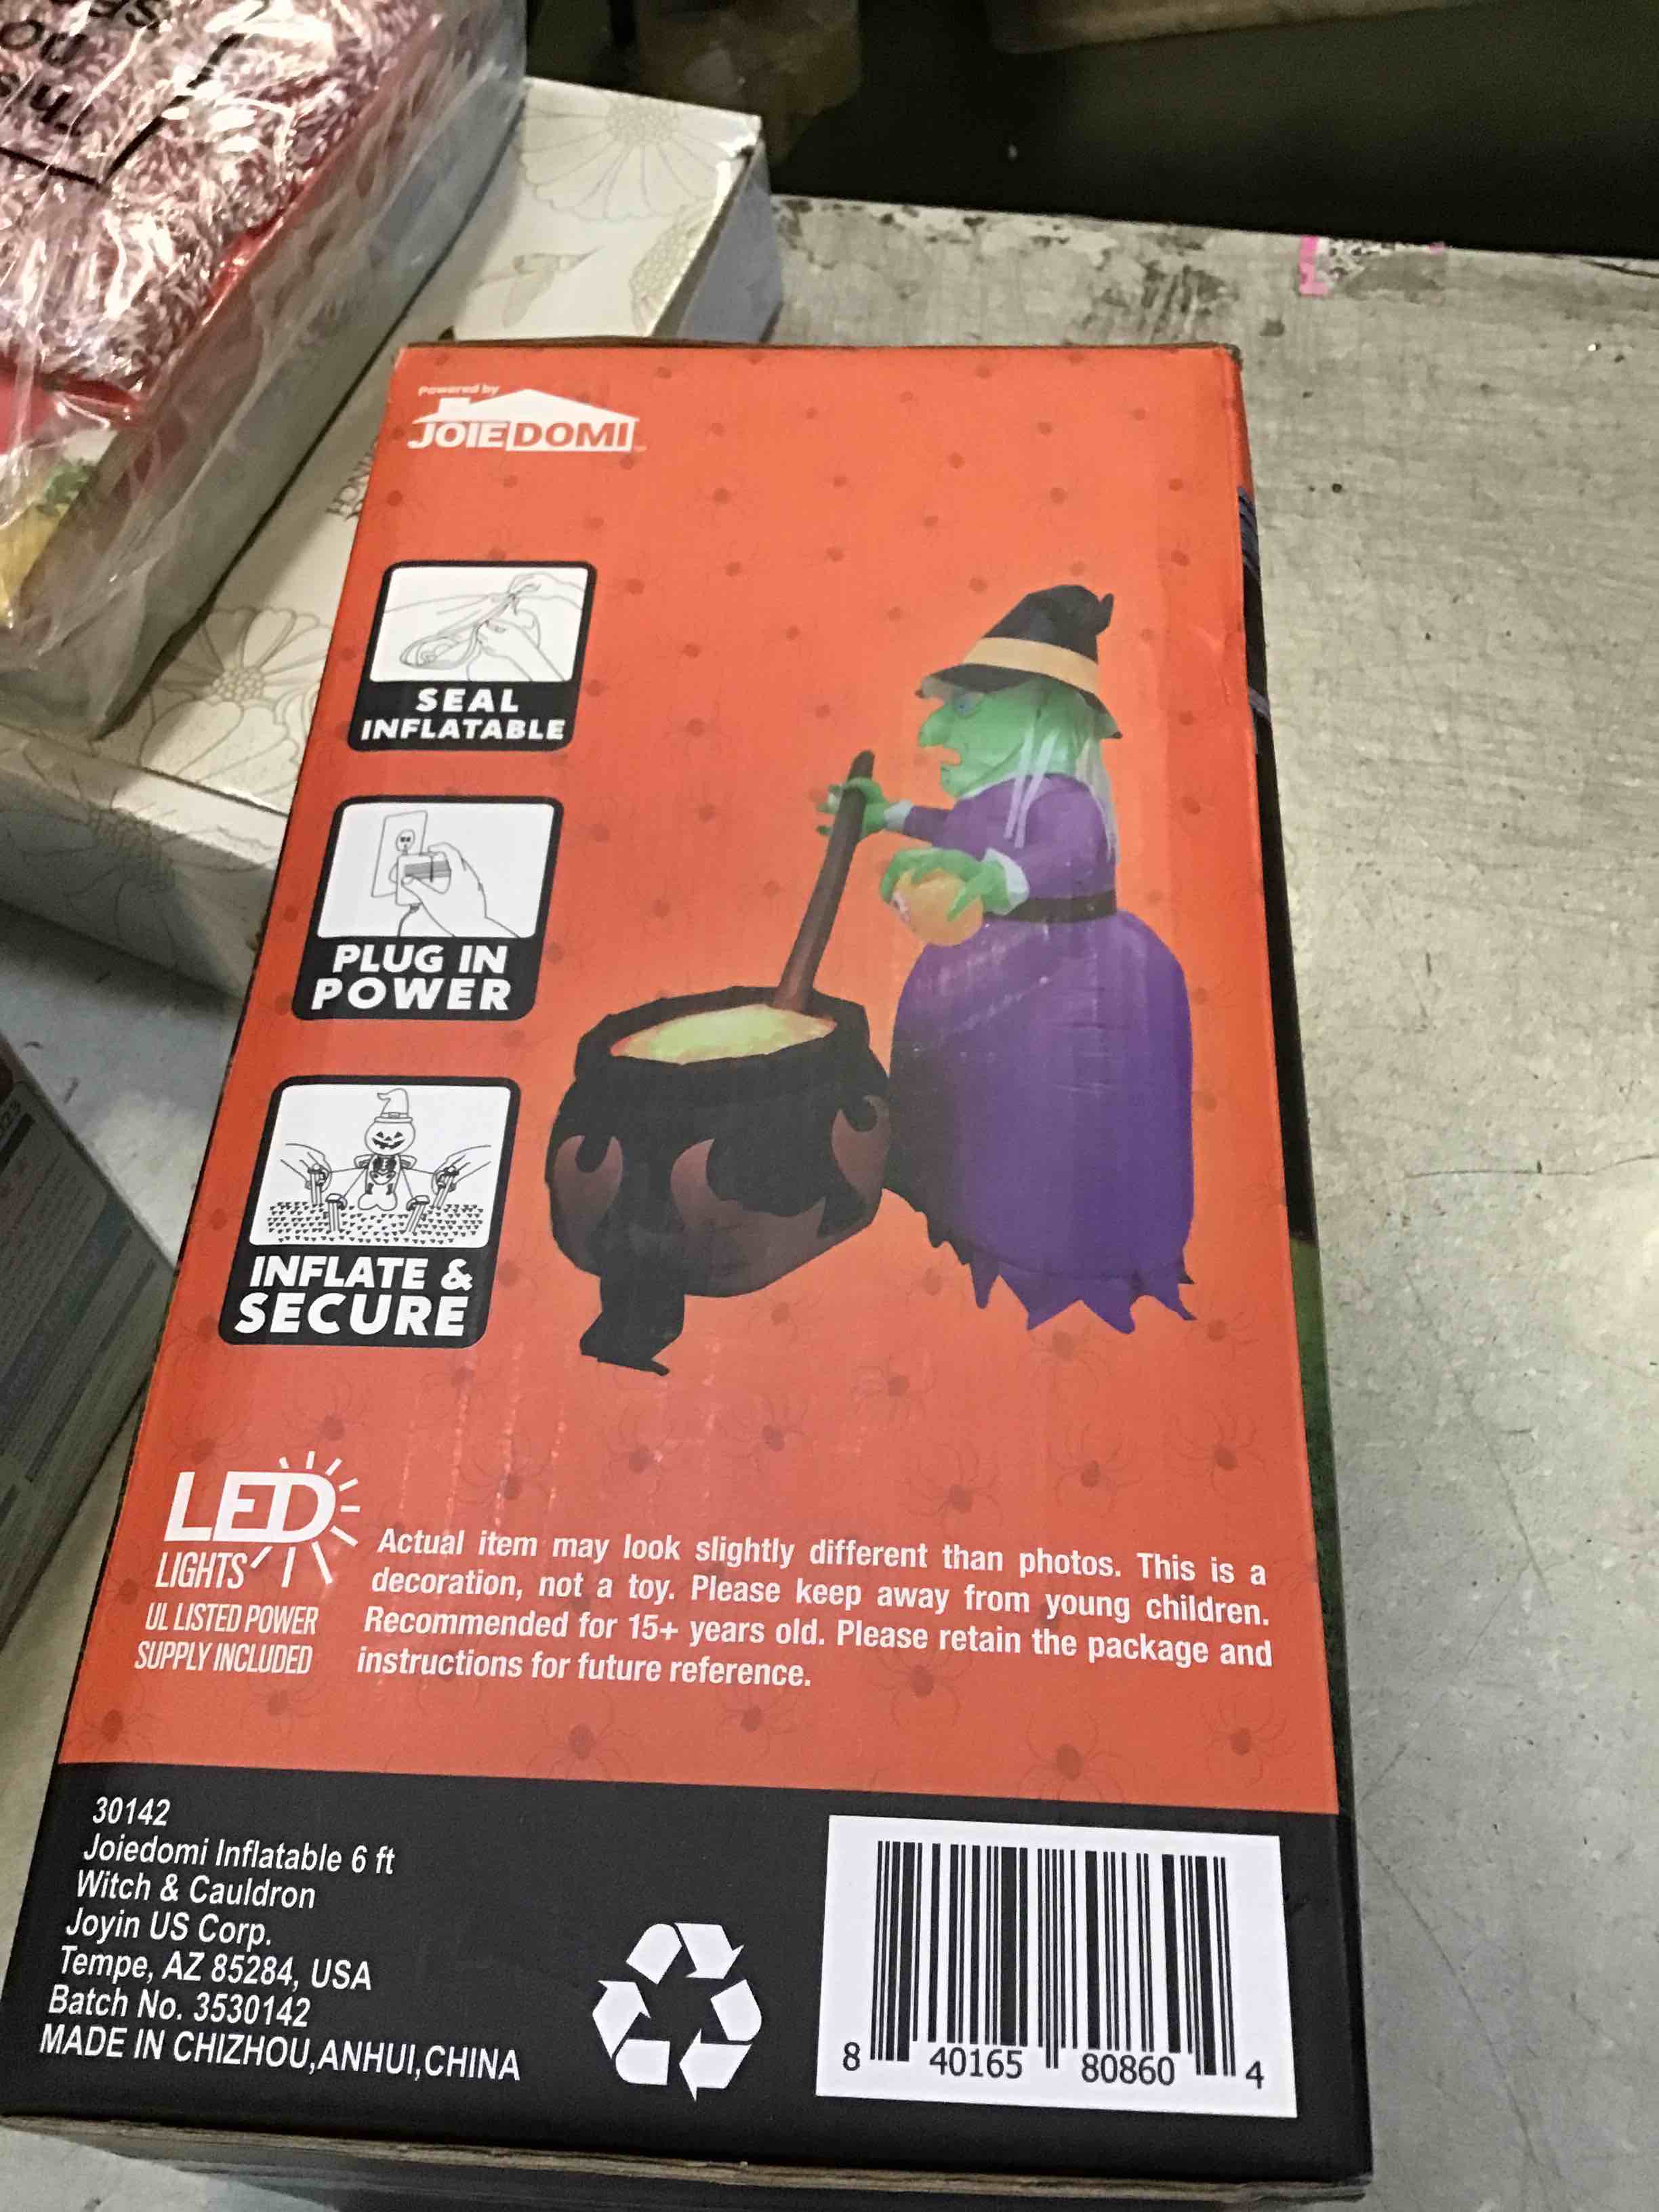 Powered by
JOIEDOMI
SEAL
INFLATABLE
PLUG IN
POWER
INFLATE &
SECURE
LED
LIGHTS
UL LISTED POWER
SUPPLY INCLUDED
Actual item may look slightly different than photos. This is a
decoration, not a toy. Please keep away from young children.
Recommended for 15+ years old. Please retain the package and
instructions for future reference.
30142
Joiedomi Inflatable 6 ft
Witch & Cauldron
Joyin US Corp.
Tempe, AZ 85284, USA
Batch No. 3530142
MADE IN CHIZHOU,ANHUI,CHINA
8 40165 80860 4